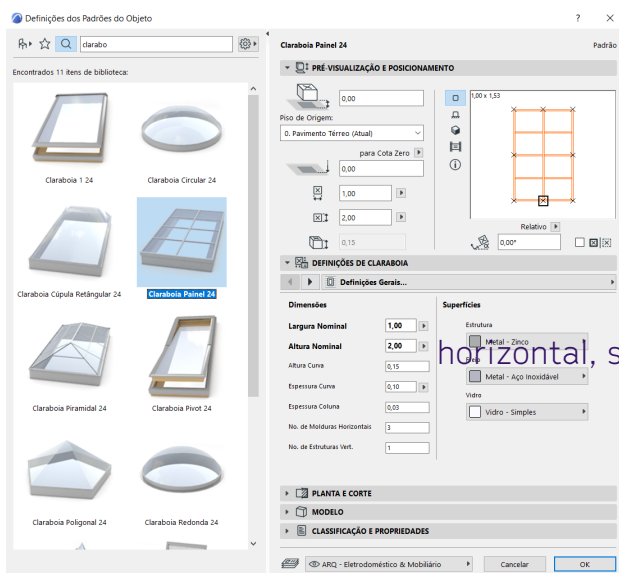 Definições dos Padrões do Objeto
? ×
clarabo
Encontrados 11 itens de biblioteca:
Claraboia 1 24
Claraboia Circular 24
Claraboia Cúpula Retângular 24
Claraboia Painel 24
Claraboia Piramidal 24
Claraboia Pivot 24
Claraboia Poligonal 24
Claraboia Redonda 24
Claraboia Painel 24
Padrão
PRÉ-VISUALIZAÇÃO E POSICIONAMENTO
0,00
Piso de Origem:
0. Pavimento Térreo (Atual)
para Cota Zero
0,00
1,00
2,00
0,15
1,00 x 1,53
Relativo
0,00°
DEFINIÇÕES DE CLARABOIA
Definições Gerais...
Dimensões
Largura Nominal 1,00
Altura Nominal 2,00
Altura Curva 0,15
Espessura Curva 0,10
Espessura Coluna 0,03
No. de Molduras Horizontais 3
No. de Estruturas Vert. 1
Superfícies
Estrutura
Metal - Zinco
horizontal, s
Metal - Aço Inoxidável
Vidro
Vidro - Simples
PLANTA E CORTE
MODELO
CLASSIFICAÇÃO E PROPRIEDADES
ARQ - Eletrodoméstico & Mobiliário
Cancelar
OK